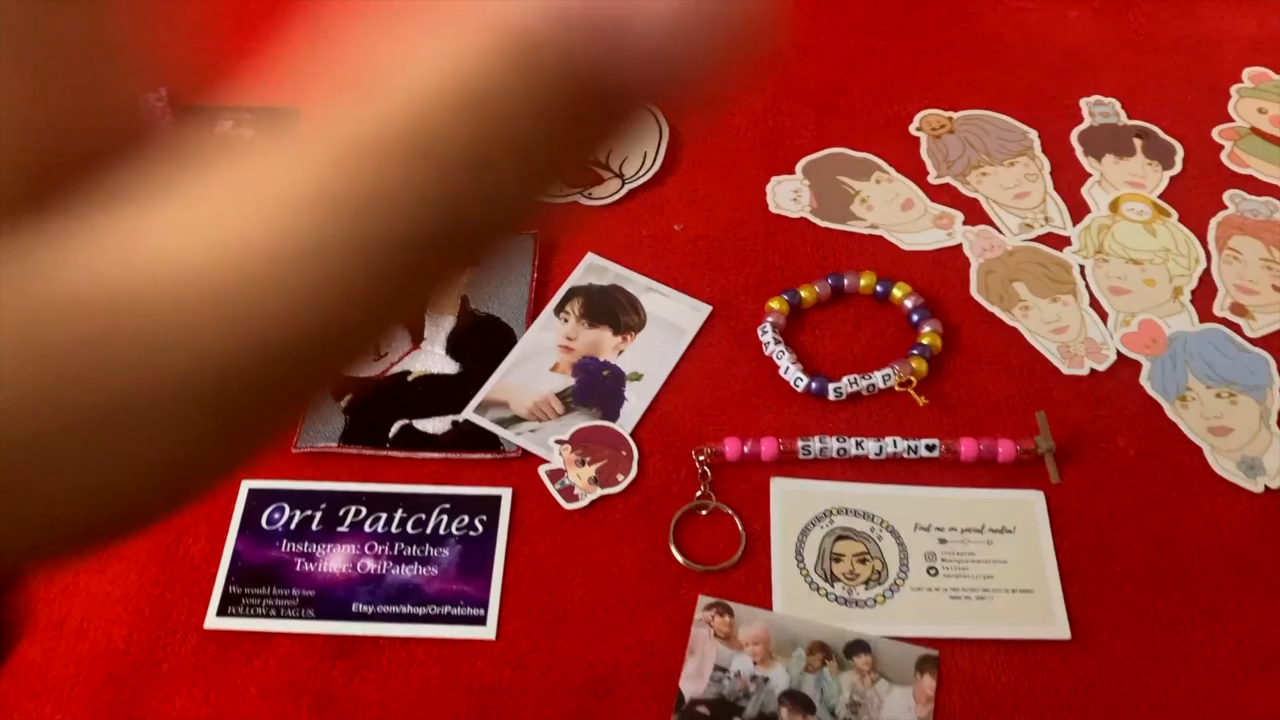 MAGIC SHOP
SEOKJIN♥
Ori Patches
Instagram: Ori.Patches
Twitter: OriPatches
We would love to see
your pictures!
FOLLOW & TAG US.
Etsy.com/shop/OriPatches
Find me on social media!